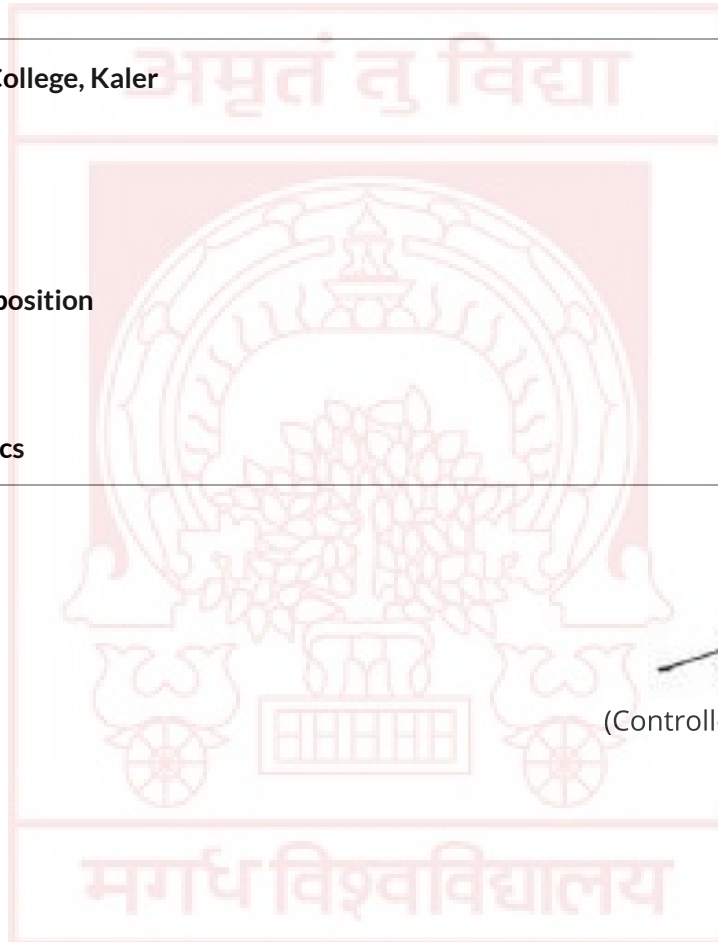 अमृतं तु विद्या
College, Kaler
position
cs
(Controll
मगध विश्वविद्यालय